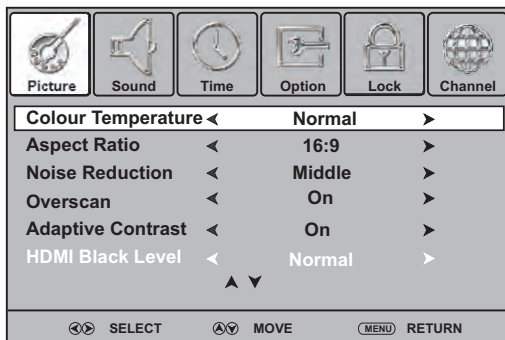 Picture Sound Time Option Lock Channel
Colour Temperature Normal
Aspect Ratio 16:9
Noise Reduction Middle
Overscan On
Adaptive Contrast On
HDMI Black Level Normal
SELECT MOVE MENU RETURN